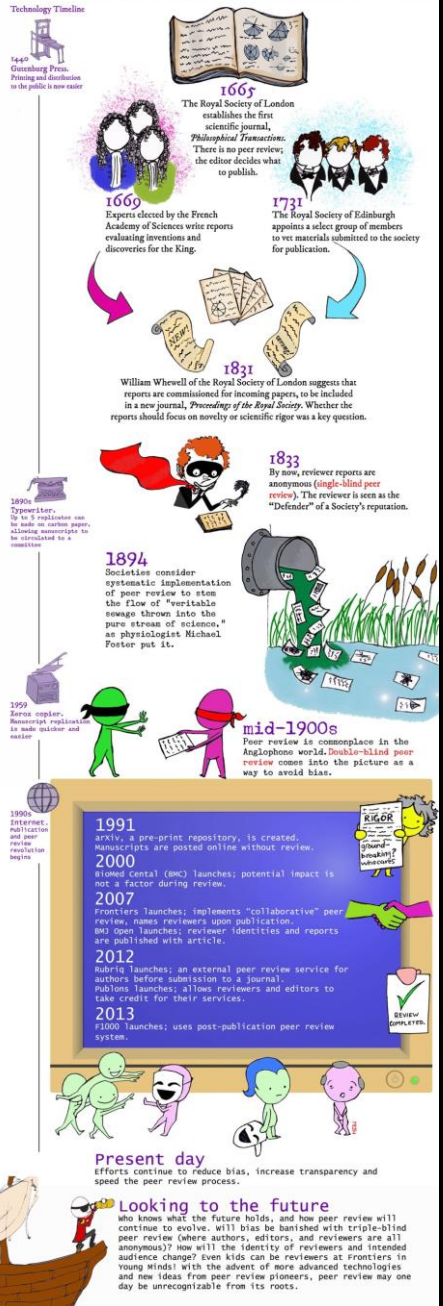 Technology Timeline
1440
Gutenburg Press.
Printing and distribution
to the public is now easier
1665
The Royal Society of London
establishes the first
scientific journal,
Philosophical Transactions.
There is no peer review;
the editor decides what
to publish.
1669
Experts elected by the French
Academy of Sciences write reports
evaluating inventions and
discoveries for the King.
1731
The Royal Society of Edinburgh
appoints a select group of members
to vet materials submitted to the society
for publication.
NEW!
1831
William Whewell of the Royal Society of London suggests that
reports are commissioned for incoming papers, to be included
in a new journal, Proceedings of the Royal Society. Whether the
reports should focus on novelty or scientific rigor was a key question.
1833
By now, reviewer reports are
anonymous (single-blind peer
review). The reviewer is seen as the
"Defender" of a Society's reputation.
1890s
Typewriter.
Up to 5 replicates can
be made on carbon paper,
allowing manuscripts to
be circulated to a
committee
1894
Societies consider
systematic implementation
of peer review to stem
the flow of "veritable
sewage thrown into the
pure stream of science,"
as physiologist Michael
Foster put it.
1959
Xerox copier.
Manuscript replication
is made quicker and
easier
mid-1900s
Peer review is commonplace in the
Anglophone world. Double-blind peer
review comes into the picture as a
way to avoid bias.
1990s
Internet.
Publication
and peer
review
revolution
begins
1991
arXiv, a pre-print repository, is created.
Manuscripts are posted online without review.
2000
BioMed Cental (BMC) launches; potential impact is
not a factor during review.
2007
Frontiers launches; implements "collaborative" peer
review, names reviewers upon publication.
BMJ Open launches; reviewer identities and reports
are published with article.
2012
Rubriq launches; an external peer review service for
authors before submission to a journal.
Publons launches; allows reviewers and editors to
take credit for their services.
2013
F1000 launches; uses post-publication peer review
system.
RIGOR
ground-
breaking?
who cares
REVIEW
COMPLETED.
Present day
Efforts continue to reduce bias, increase transparency and
speed the peer review process.
Looking to the future
Who knows what the future holds, and how peer review will
continue to evolve. Will bias be banished with triple-blind
peer review (where authors, editors, and reviewers are all
anonymous)? How will the identity of reviewers and intended
audience change? Even kids can be reviewers at Frontiers in
Young Minds! With the advent of more advanced technologies
and new ideas from peer review pioneers, peer review may one
day be unrecognizable from its roots.